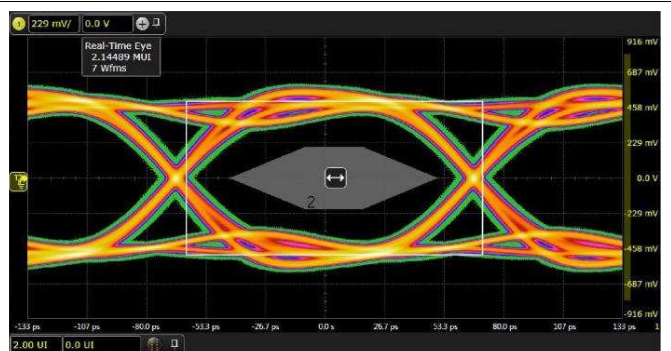 1 229 mV/ 0.0 V
Real-Time Eye
2.14489 MUI
7 Wfms
916 mV
687 mV
458 mV
229 mV
0.0 V
-229 mV
-458 mV
-687 mV
-916 mV
2
-133 ps -107 ps -80.0 ps -53.3 ps -26.7 ps 0.0 s 26.7 ps 53.3 ps 80.0 ps 107 ps 133 ps 1
2.00 UI 0.0 UI